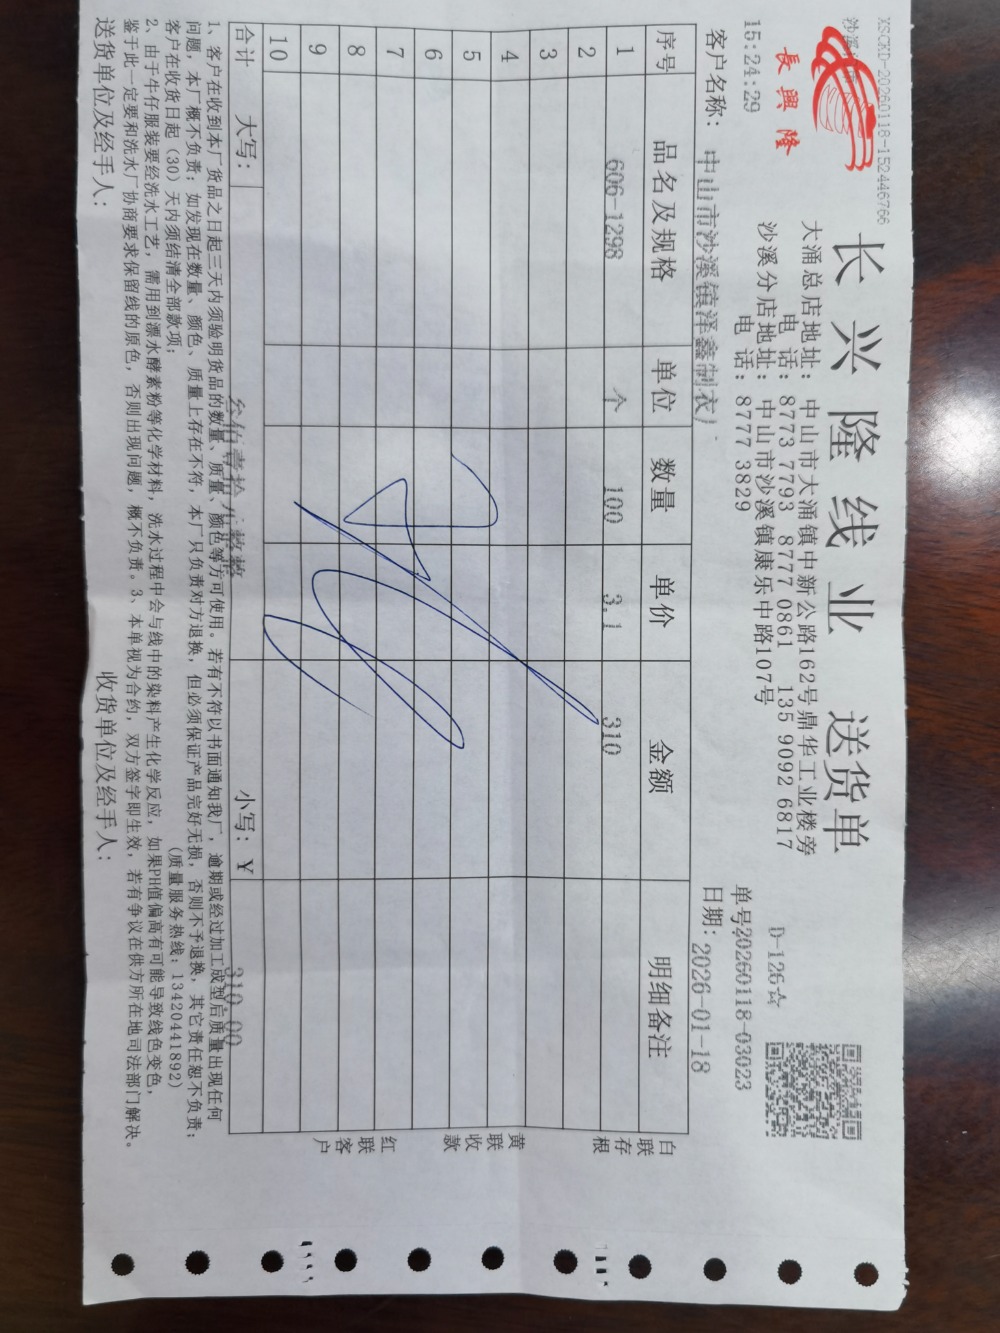 XSCKD-20260118-152446766
15:24:29
長興隆
长兴隆线业 送货单
大涌总店地址：中山市大涌镇中新公路162号鼎华工业楼旁
电 话：8773 7793 8777 0861 135 9092 6817
沙溪分店地址：中山市沙溪镇康乐中路107号
电 话：8777 3829
D-126☆
单号20260118-03023
客户名称：中山市沙溪镇泽鑫制衣厂
日期：2026-01-18
序号 品名及规格 单位 数量 单价 金额 明细备注
1 606-1298 个 100 3.1 310
2
3
4
5
6
7
8
9
10
合计 大写：叁佰壹拾元整 小写：¥ 310.00
白联存根
黄联收款
红联客户
1、客户在收到本厂货品之日起三天内须验明货品的数量、质量、颜色等方可使用。若有不符以书面通知我厂，逾期或经过加工成型后质量出现任何
问题，本厂概不负责；如发现在数量、颜色、质量上存在不符，本厂只负责对方退换，但必须保证产品完好无损，否则不予退换，其它责任恕不负责；
客户在收货日起（30）天内须结清全部款项； （质量服务热线：13420441892）
2、由于牛仔服装要经洗水工艺，需用到漂水酵素粉等化学材料，洗水过程中会与线中的染料产生化学反应，如果PH值偏高有可能导致线色变色，
鉴于此一定要和洗水厂协商要求保留线的原色，否则出现问题，概不负责。3、本单视为合约，双方签字即生效，若有争议在供方所在地司法部门解决。
送货单位及经手人： 收货单位及经手人：